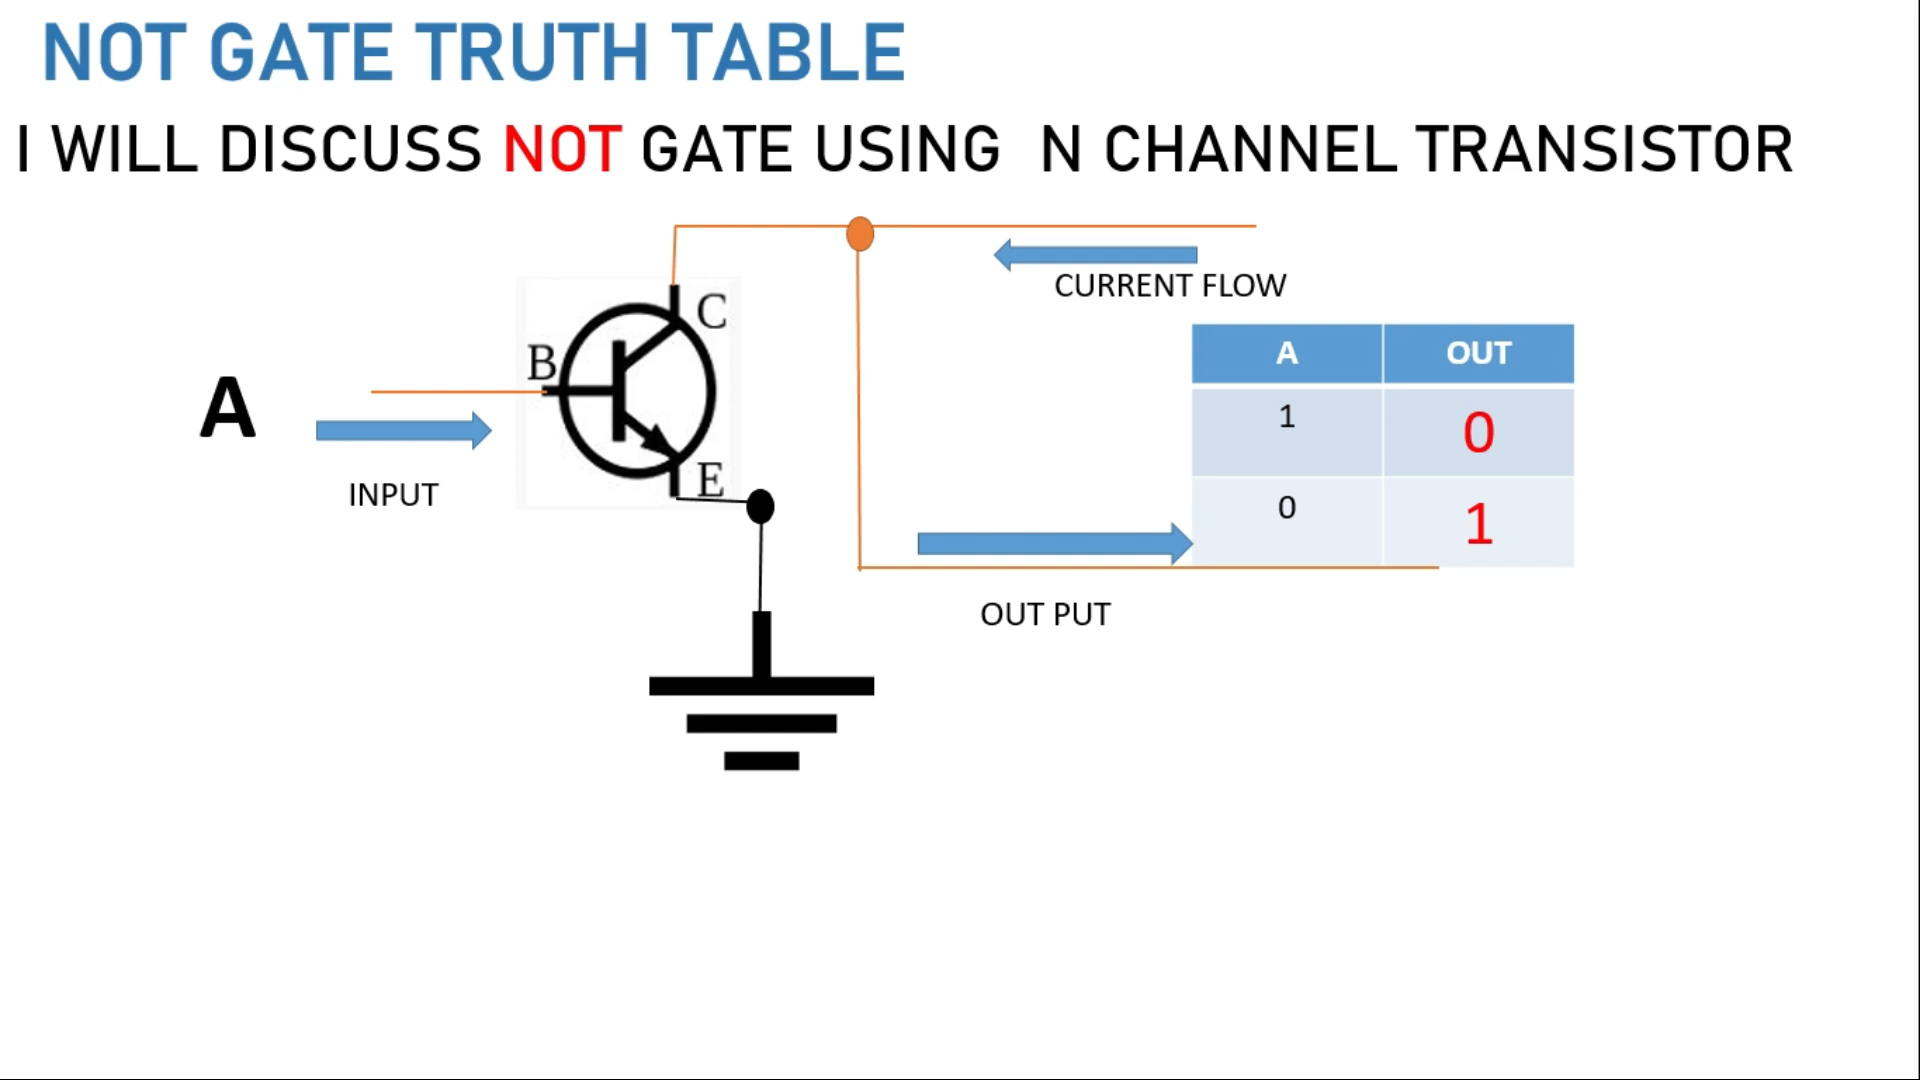 NOT GATE TRUTH TABLE
I WILL DISCUSS NOT GATE USING N CHANNEL TRANSISTOR
CURRENT FLOW
C
B
A
E
INPUT
A OUT
1 0
0 1
OUT PUT